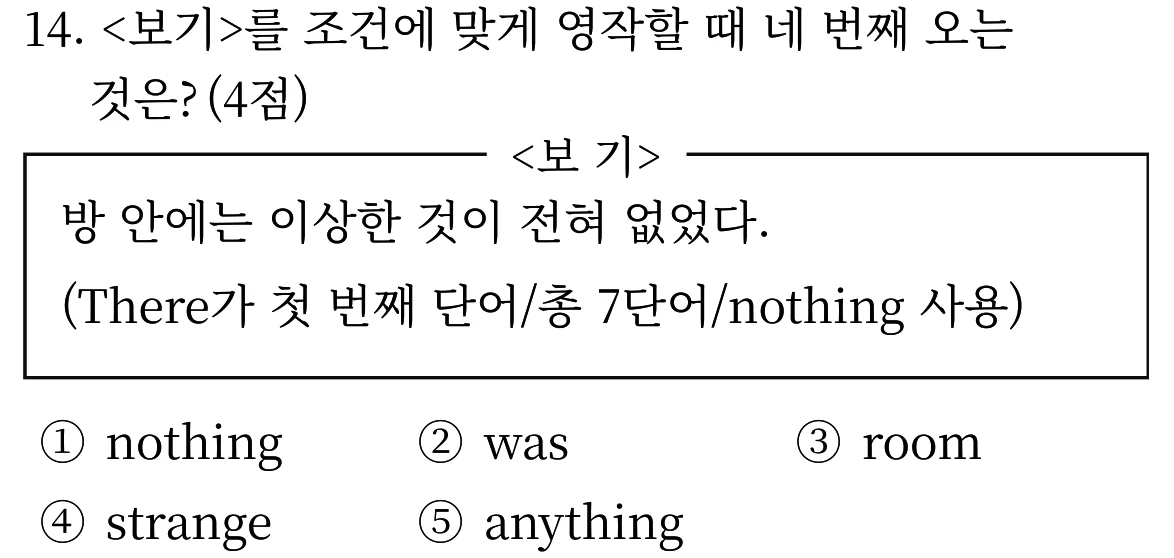 14. <보기>를 조건에 맞게 영작할 때 네 번째 오는
것은? (4점)
<보 기>
방 안에는 이상한 것이 전혀 없었다.
(There가 첫 번째 단어/총 7단어/nothing 사용)
① nothing ② was ③ room
④ strange ⑤ anything